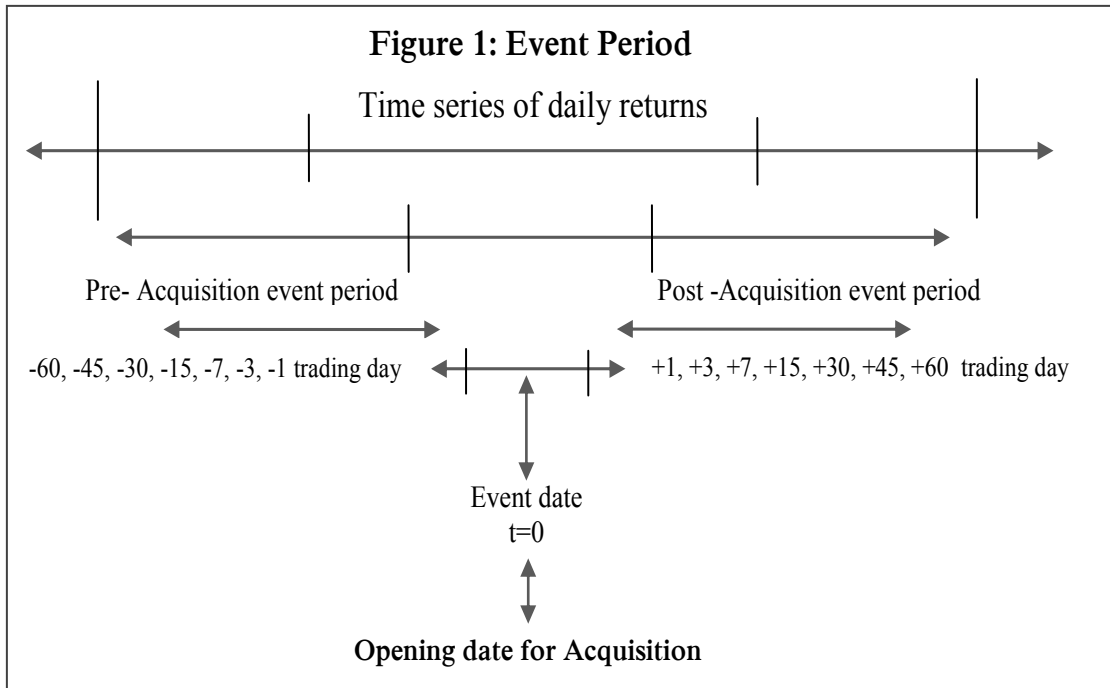 Figure 1: Event Period
Time series of daily returns
Pre- Acquisition event period
Post -Acquisition event period
-60, -45, -30, -15, -7, -3, -1 trading day
+1, +3, +7, +15, +30, +45, +60 trading day
Event date
t=0
Opening date for Acquisition